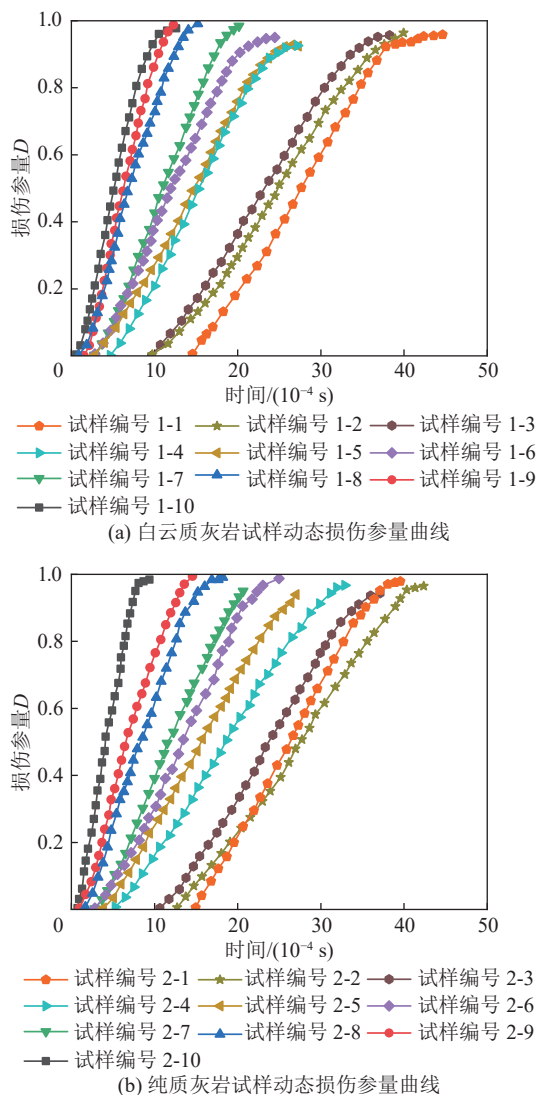 1.0
0.8
0.6
0.4
0.2
损伤参量D
10 20 30 40 50
时间/(10⁻⁴ s)
试样编号 1-1 试样编号 1-2 试样编号 1-3
试样编号 1-4 试样编号 1-5 试样编号 1-6
试样编号 1-7 试样编号 1-8 试样编号 1-9
试样编号 1-10
(a) 白云质灰岩试样动态损伤参量曲线
1.0
0.8
0.6
0.4
0.2
损伤参量D
0 10 20 30 40 50
时间/(10⁻⁴ s)
试样编号 2-1 试样编号 2-2 试样编号 2-3
试样编号 2-4 试样编号 2-5 试样编号 2-6
试样编号 2-7 试样编号 2-8 试样编号 2-9
试样编号 2-10
(b) 纯质灰岩试样动态损伤参量曲线